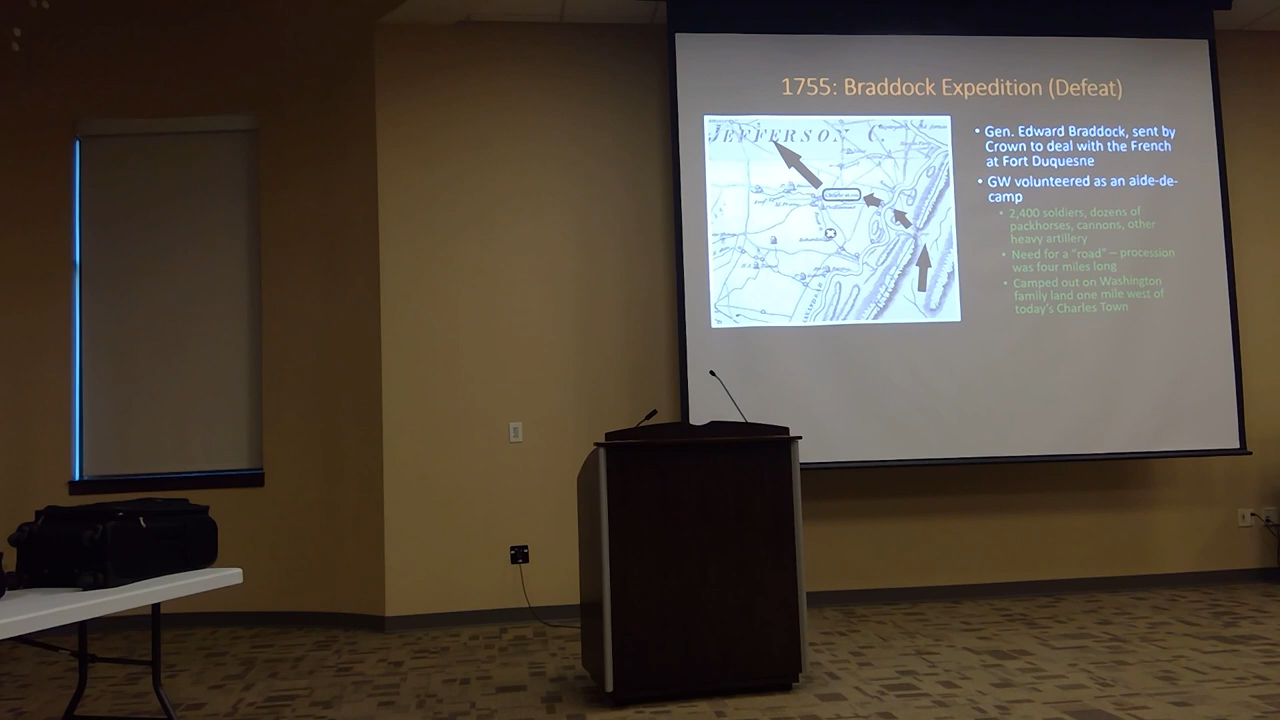 1755: Braddock Expedition (Defeat)
JEFFERSON C.
• Gen. Edward Braddock, sent by
Crown to deal with the French
at Fort Duquesne
• GW volunteered as an aide-de-
camp
• 2,400 soldiers, dozens of
packhorses, cannons, other
heavy artillery
• Need for a "road" – procession
was four miles long
• Camped out on Washington
family land one mile west of
today's Charles Town